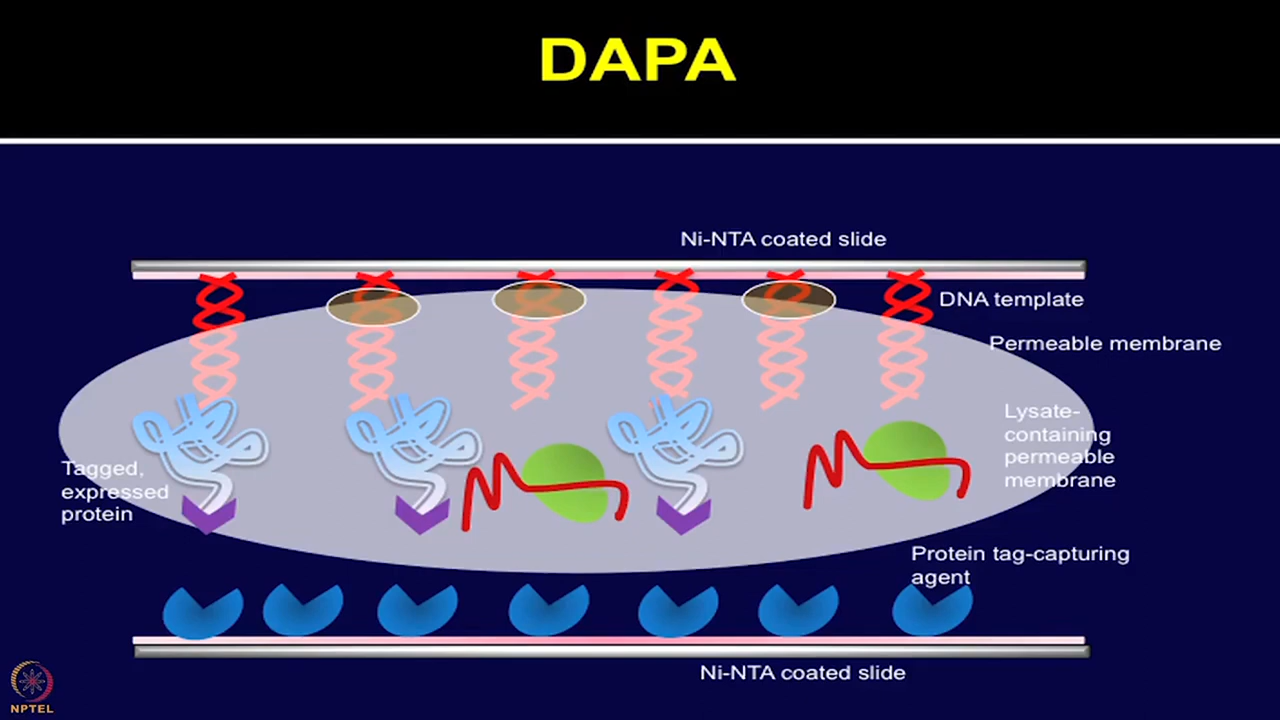 DAPA
Ni-NTA coated slide
DNA template
Permeable membrane
Lysate-
containing
permeable
membrane
Tagged,
expressed
protein
Protein tag-capturing
agent
Ni-NTA coated slide
NPTEL